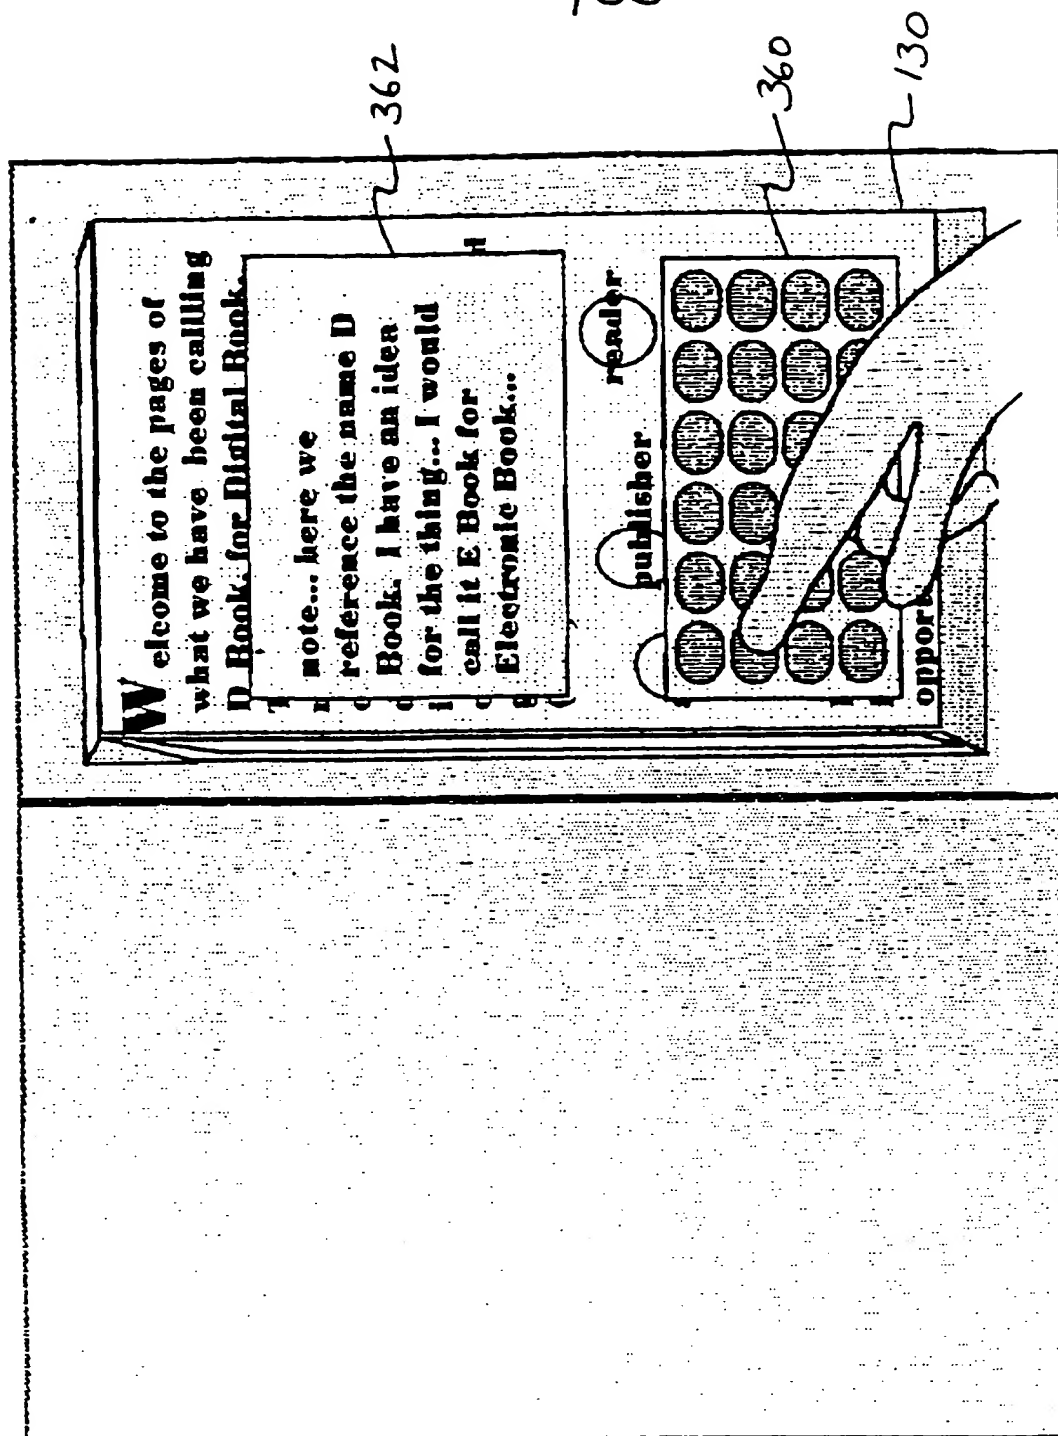 Welcome to the pages of
what we have been callling
D Book, for Digital Book.
note... here we
reference the name D
Book. I have an idea
for the thing... I would
call it E Book for
Electronic Book...
publisher
reader
opport
362
360
130